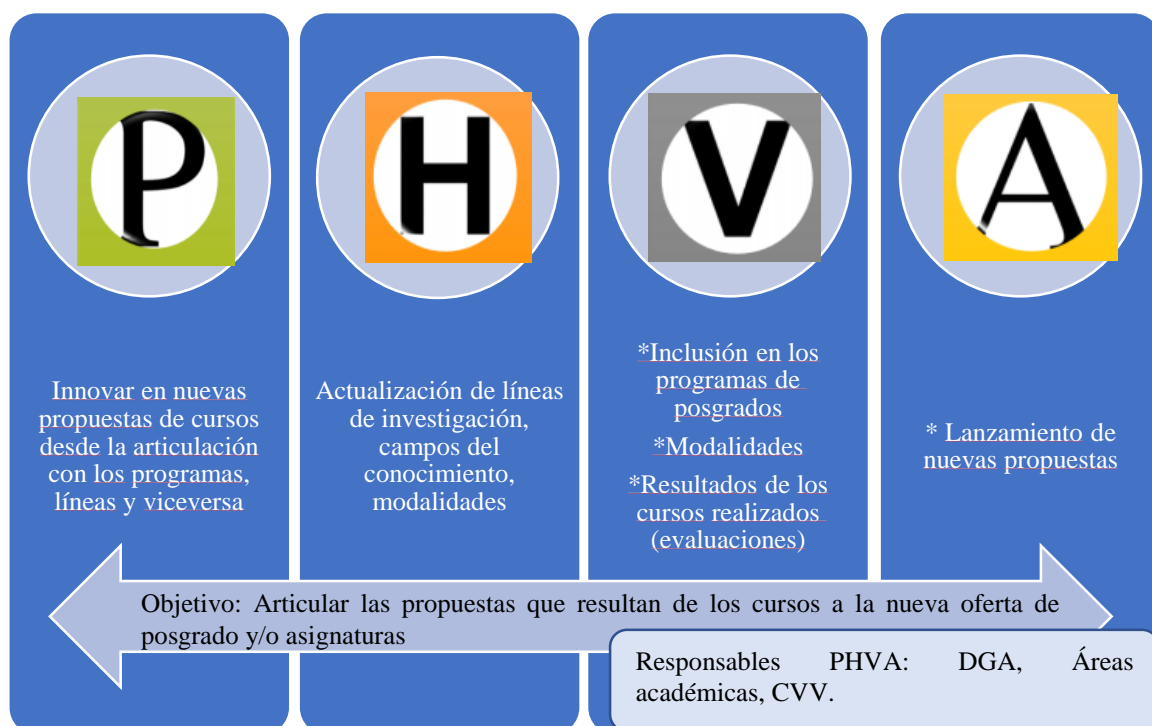 P
H
V
A
Innovar en nuevas
propuestas de cursos
desde la articulación
con los programas,
líneas y viceversa
Actualización de líneas
de investigación,
campos del
conocimiento,
modalidades
*Inclusión en los
programas de
posgrados
*Modalidades
*Resultados de los
cursos realizados
(evaluaciones)
* Lanzamiento de
nuevas propuestas
Objetivo: Articular las propuestas que resultan de los cursos a la nueva oferta de
posgrado y/o asignaturas
Responsables PHVA: DGA, Áreas
académicas, CVV.